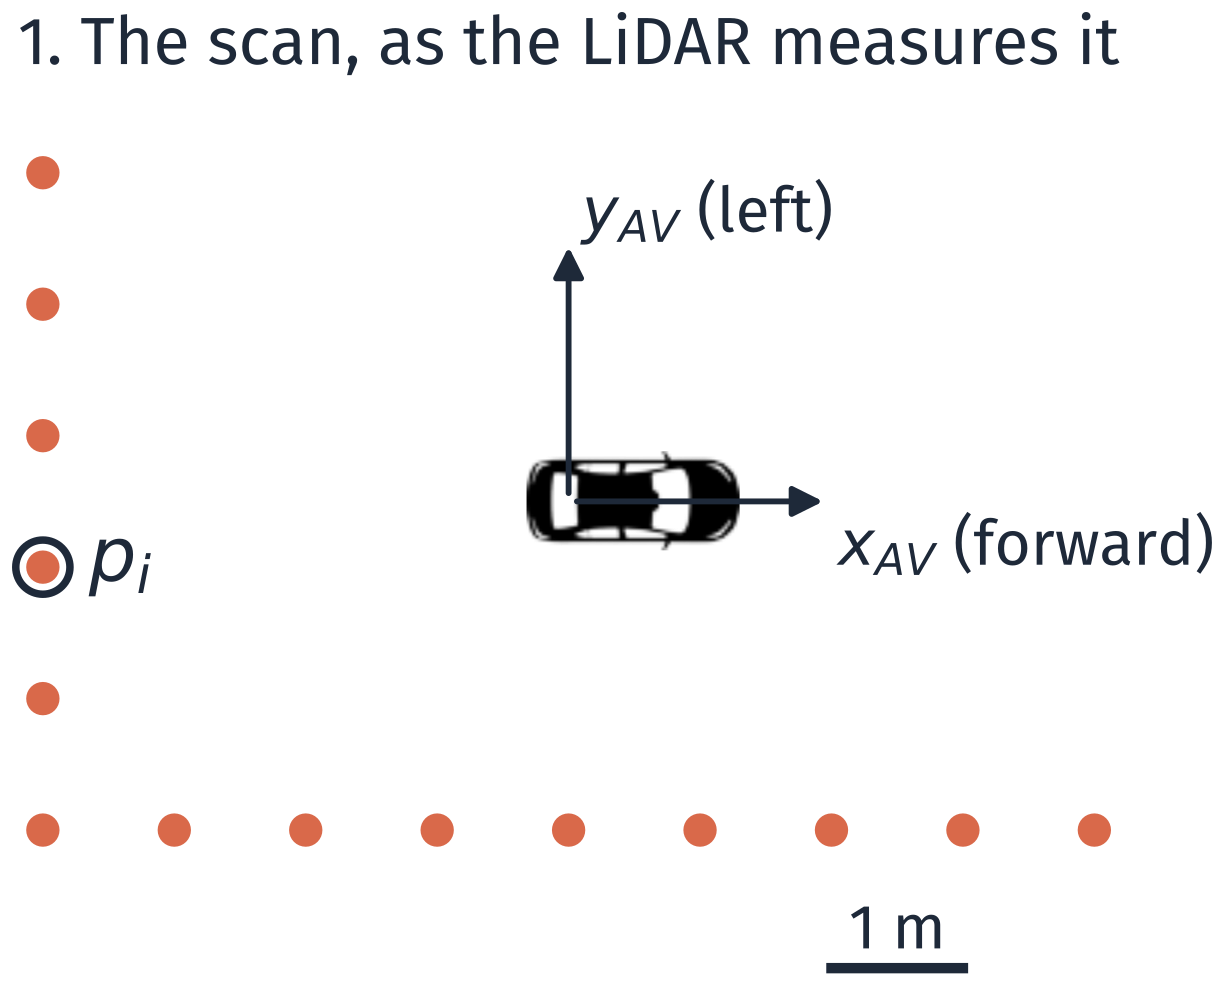 1. The scan, as the LiDAR measures it
y_AV (left)
x_AV (forward)
p_i
1 m